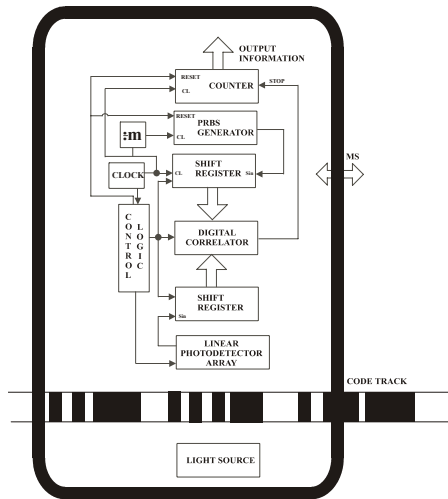 OUTPUT
INFORMATION
RESET
COUNTER
STOP
CL
RESET
PRBS
GENERATOR
:m
CL
SHIFT
REGISTER
CL
Sin
CLOCK
MS
CONTROL
LOGIC
DIGITAL
CORRELATOR
SHIFT
REGISTER
Sin
LINEAR
PHOTODETECTOR
ARRAY
CODE TRACK
LIGHT SOURCE